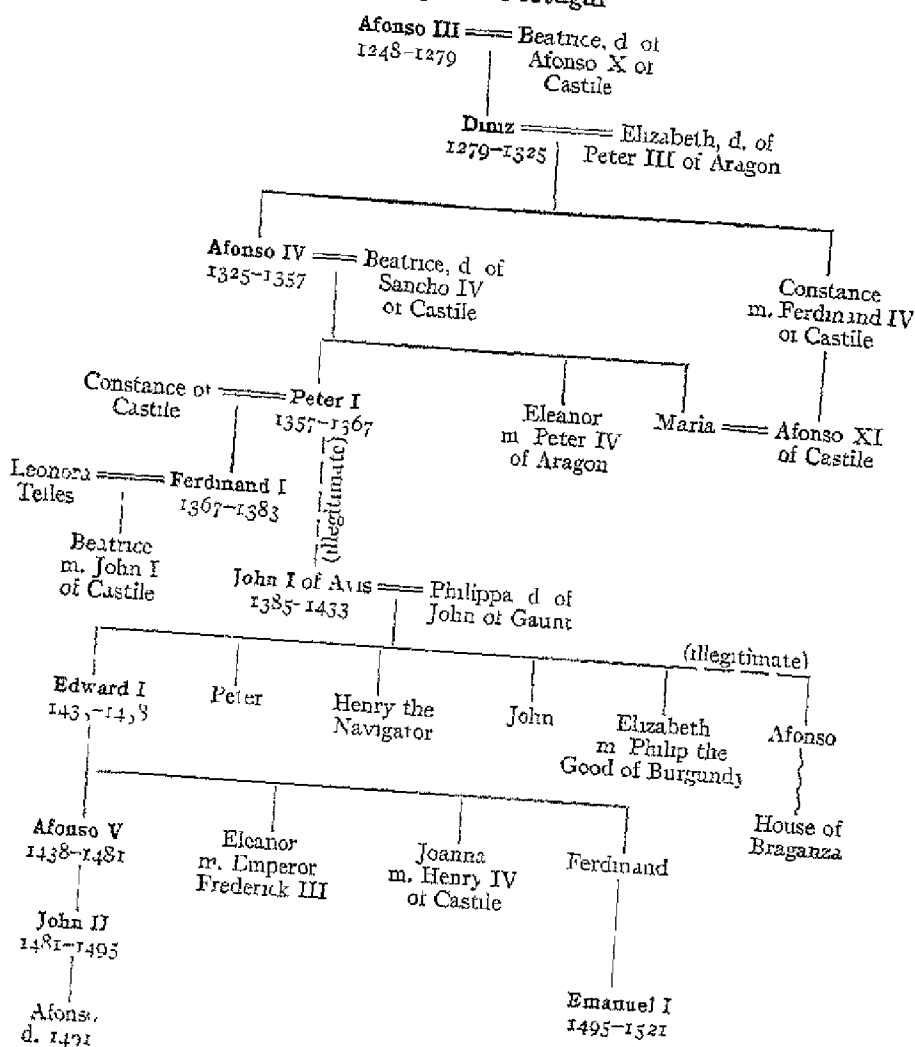 Afonso III
1248-1279
Beatrice, d of
Afonso X of
Castile
Diniz
1279-1325
Elizabeth, d. of
Peter III of Aragon
Afonso IV
1325-1357
Beatrice, d of
Sancho IV
of Castile
Constance
m. Ferdinand IV
of Castile
Constance of
Castile
Peter I
1357-1367
Eleanor
m Peter IV
of Aragon
Maria
Afonso XI
of Castile
Leonora
Telles
Ferdinand I
1367-1383
(illegitimate)
Beatrice
m. John I
of Castile
John I of Avis
1385-1433
Philippa d of
John of Gaunt
(illegitimate)
Edward I
Peter
Henry the
Navigator
John
Elizabeth
m Philip the
Good of Burgundy
Afonso
House of
Braganza
Afonso V
1438-1481
Eleanor
m. Emperor
Frederick III
Joanna
m. Henry IV
of Castile
Ferdinand
John II
1481-1495
Emanuel I
1495-1521
Afonso
d. 1491